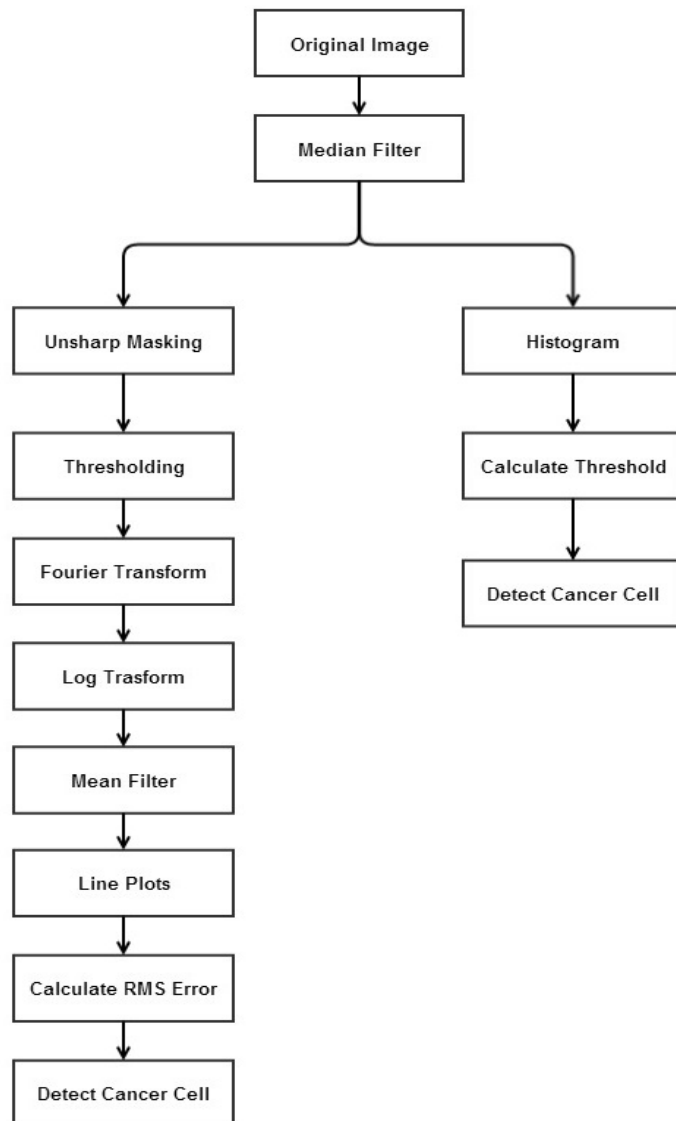 Original Image
Median Filter
Unsharp Masking
Thresholding
Fourier Transform
Log Trasform
Mean Filter
Line Plots
Calculate RMS Error
Detect Cancer Cell
Histogram
Calculate Threshold
Detect Cancer Cell